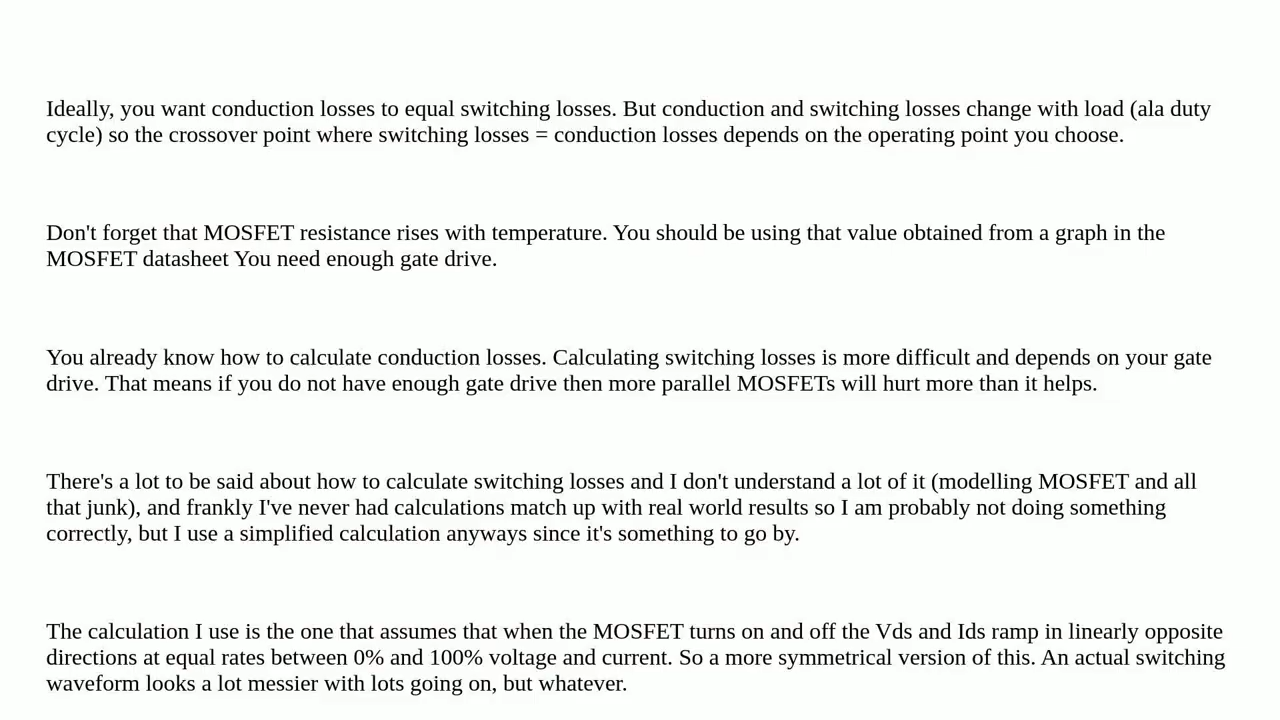 Ideally, you want conduction losses to equal switching losses. But conduction and switching losses change with load (ala duty
cycle) so the crossover point where switching losses = conduction losses depends on the operating point you choose.
Don't forget that MOSFET resistance rises with temperature. You should be using that value obtained from a graph in the
MOSFET datasheet You need enough gate drive.
You already know how to calculate conduction losses. Calculating switching losses is more difficult and depends on your gate
drive. That means if you do not have enough gate drive then more parallel MOSFETs will hurt more than it helps.
There's a lot to be said about how to calculate switching losses and I don't understand a lot of it (modelling MOSFET and all
that junk), and frankly I've never had calculations match up with real world results so I am probably not doing something
correctly, but I use a simplified calculation anyways since it's something to go by.
The calculation I use is the one that assumes that when the MOSFET turns on and off the Vds and Ids ramp in linearly opposite
directions at equal rates between 0% and 100% voltage and current. So a more symmetrical version of this. An actual switching
waveform looks a lot messier with lots going on, but whatever.